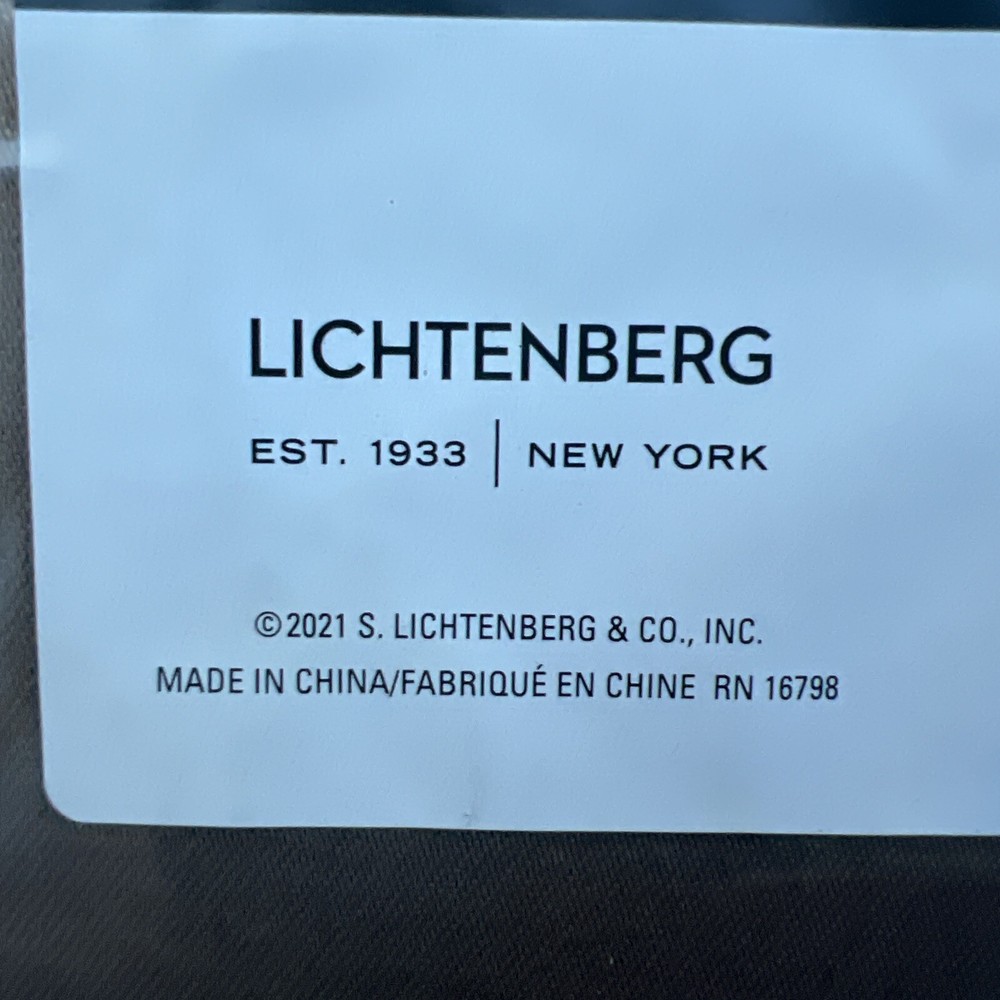 LICHTENBERG
EST. 1933 | NEW YORK
©2021 S. LICHTENBERG & CO., INC.
MADE IN CHINA/FABRIQUÉ EN CHINE RN 16798